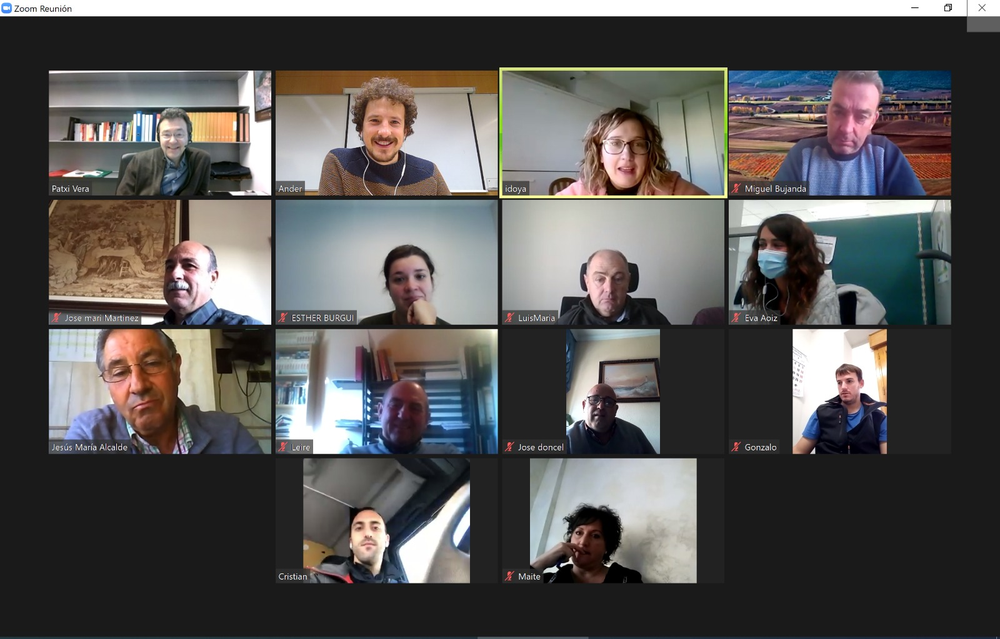 Zoom Reunión
Patxi Vera
Ander
idoya
Miguel Bujanda
Jose mari Martinez
ESTHER BURGUI
LuisMaria
Eva Aoiz
Jesús María Alcalde
Leire
Jose doncel
Gonzalo
Cristian
Maite